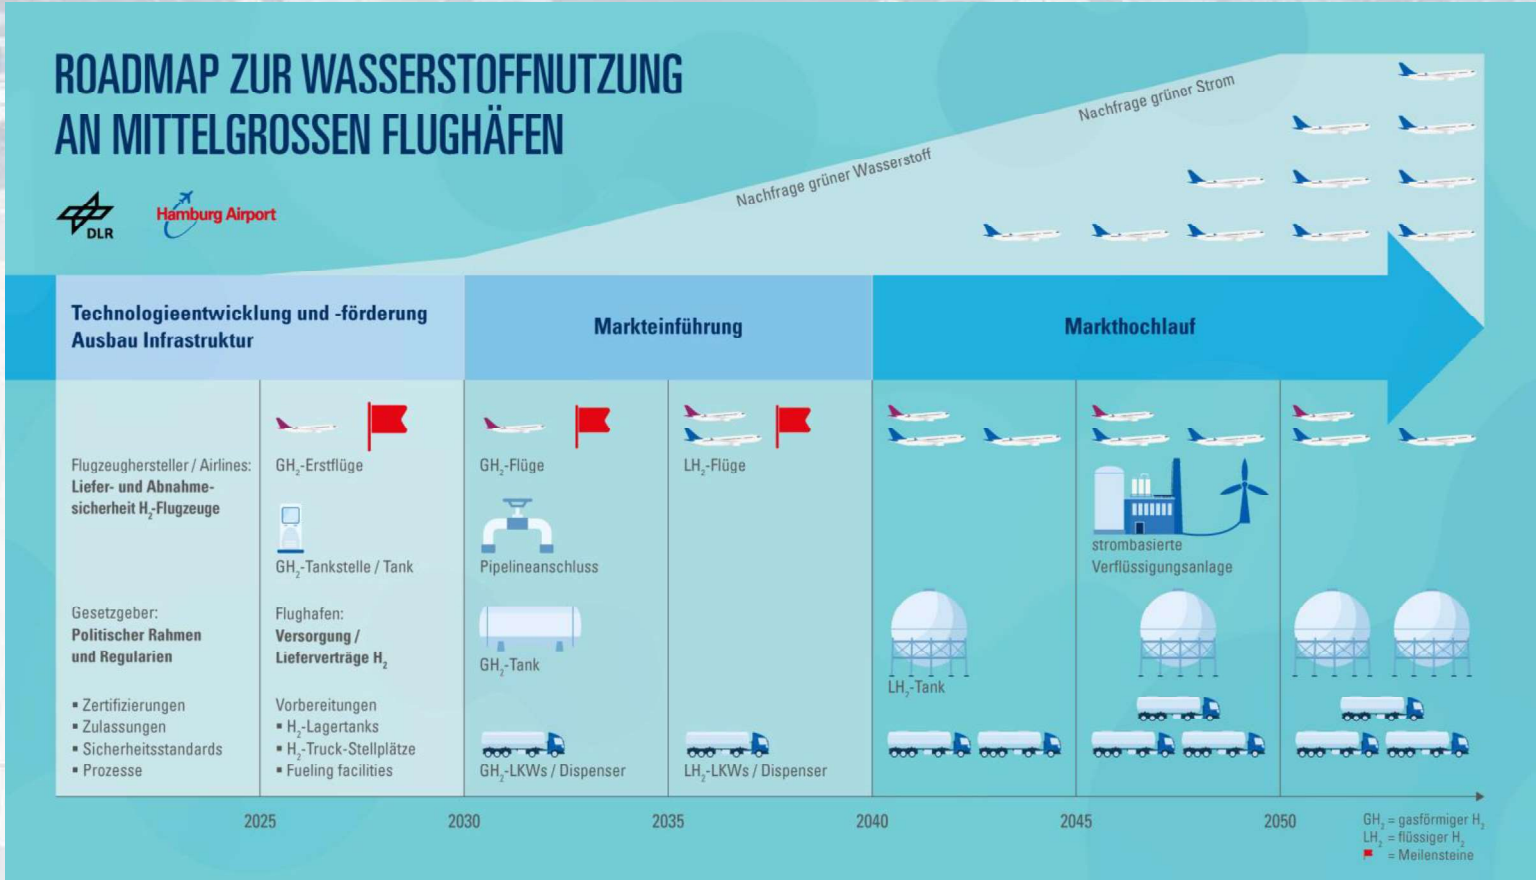 ROADMAP ZUR WASSERSTOFFNUTZUNG
AN MITTELGROSSEN FLUGHÄFEN
DLR
Hamburg Airport
Nachfrage grüner Wasserstoff
Nachfrage grüner Strom
Technologieentwicklung und -förderung
Ausbau Infrastruktur
Markteinführung
Markthochlauf
Flugzeughersteller / Airlines:
Liefer- und Abnahme-
sicherheit H₂-Flugzeuge
Gesetzgeber:
Politischer Rahmen
und Regularien
▪ Zertifizierungen
▪ Zulassungen
▪ Sicherheitsstandards
▪ Prozesse
GH₂-Erstflüge
GH₂-Tankstelle / Tank
Flughafen:
Versorgung /
Lieferverträge H₂
Vorbereitungen
▪ H₂-Lagertanks
▪ H₂-Truck-Stellplätze
▪ Fueling facilities
GH₂-Flüge
Pipelineanschluss
GH₂-Tank
GH₂-LKWs / Dispenser
LH₂-Flüge
LH₂-LKWs / Dispenser
LH₂-Tank
strombasierte
Verflüssigungsanlage
2025
2030
2035
2040
2045
2050
GH₂ = gasförmiger H₂
LH₂ = flüssiger H₂
= Meilensteine